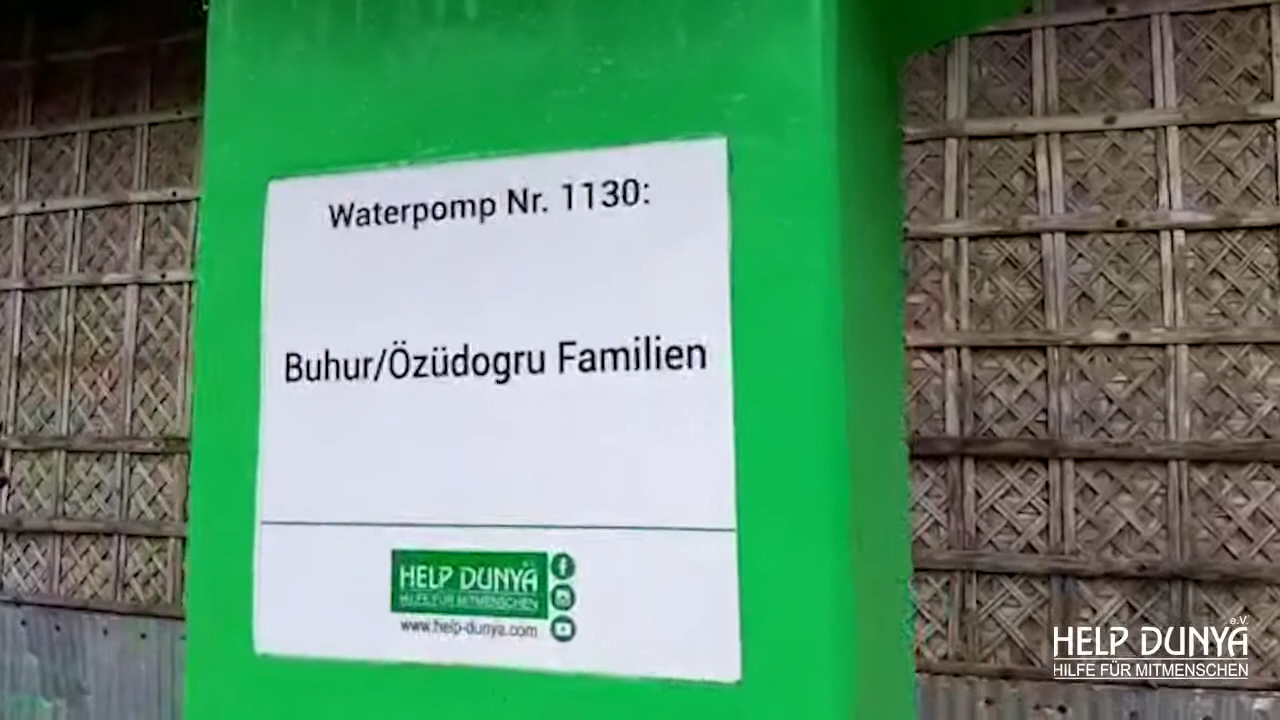 Waterpomp Nr. 1130:
Buhur/Özüdogru Familien
HELP DUNYA
HILFE FÜR MITMENSCHEN
www.help-dunya.com
e.V.
HELP DUNYA
HILFE FÜR MITMENSCHEN